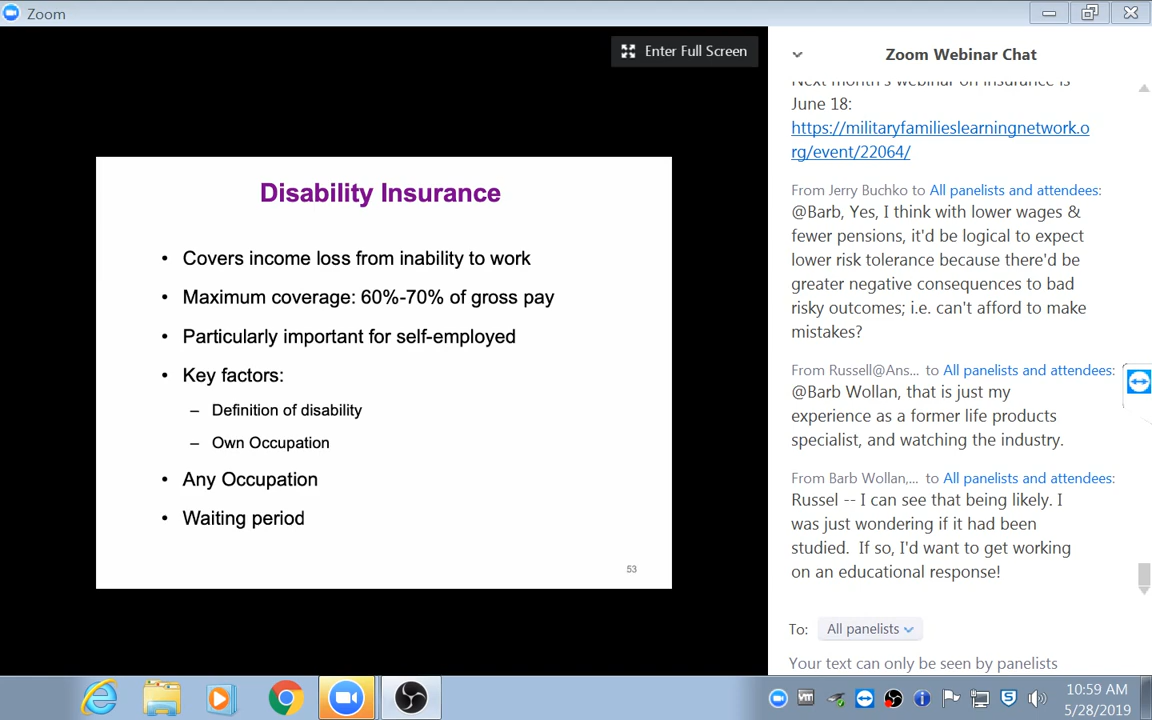 Zoom
Enter Full Screen
Disability Insurance
• Covers income loss from inability to work
• Maximum coverage: 60%-70% of gross pay
• Particularly important for self-employed
• Key factors:
– Definition of disability
– Own Occupation
• Any Occupation
• Waiting period
53
Zoom Webinar Chat
Next month's webinar on insurance is
June 18:
https://militaryfamilieslearningnetwork.o
rg/event/22064/
From Jerry Buchko to All panelists and attendees:
@Barb, Yes, I think with lower wages &
fewer pensions, it'd be logical to expect
lower risk tolerance because there'd be
greater negative consequences to bad
risky outcomes; i.e. can't afford to make
mistakes?
From Russell@Ans... to All panelists and attendees:
@Barb Wollan, that is just my
experience as a former life products
specialist, and watching the industry.
From Barb Wollan,... to All panelists and attendees:
Russel -- I can see that being likely. I
was just wondering if it had been
studied.  If so, I'd want to get working
on an educational response!
To: All panelists
Your text can only be seen by panelists
10:59 AM
5/28/2019